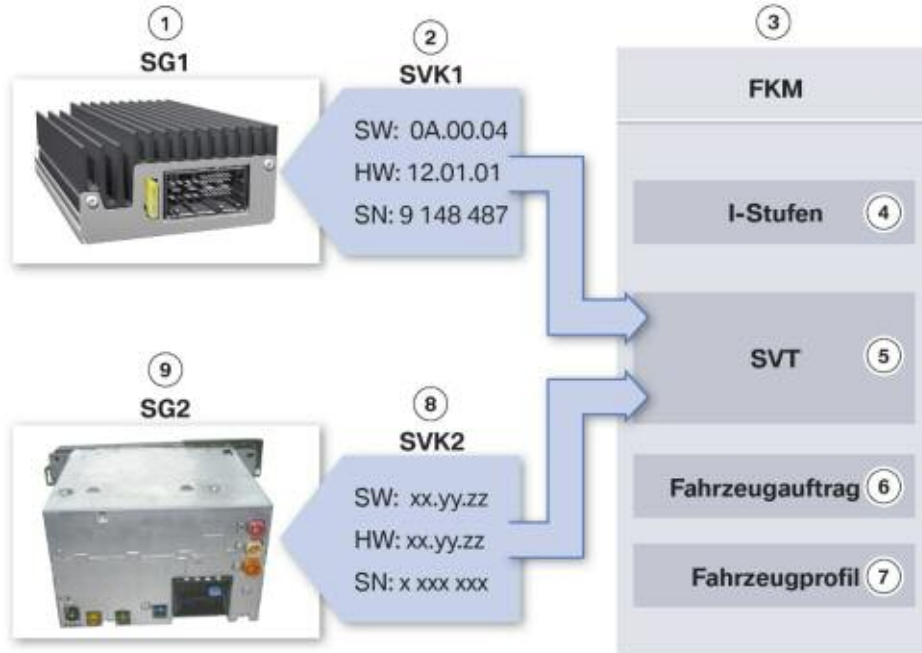 1
SG1
2
SVK1
SW: 0A.00.04
HW: 12.01.01
SN: 9 148 487
3
FKM
I-Stufen 4
SVT 5
Fahrzeugauftrag 6
Fahrzeugprofil 7
9
SG2
8
SVK2
SW: xx.yy.zz
HW: xx.yy.zz
SN: x xxx xxx